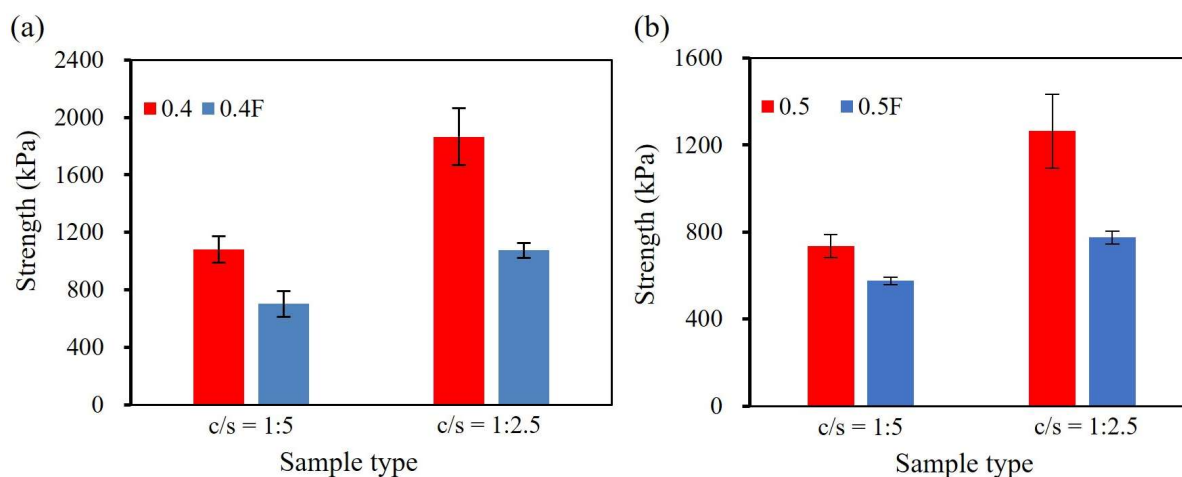 (a)
2400
2000
1600
1200
800
400
0
Strength (kPa)
0.4 0.4F
c/s = 1:5 c/s = 1:2.5
Sample type
(b)
1600
1200
800
400
0
Strength (kPa)
0.5 0.5F
c/s = 1:5 c/s = 1:2.5
Sample type